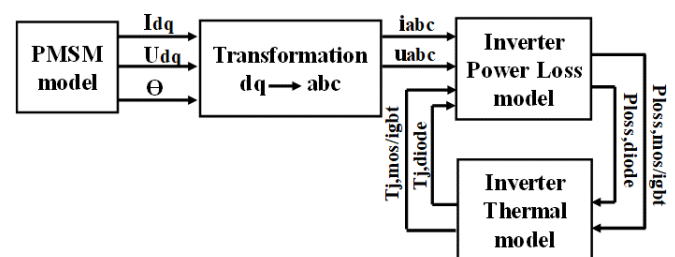 PMSM
model
Idq
Udq
Θ
Transformation
dq → abc
iabc
uabc
Inverter
Power Loss
model
Tj,mos/igbt
Tj,diode
Ploss,diode
Ploss,mos/igbt
Inverter
Thermal
model